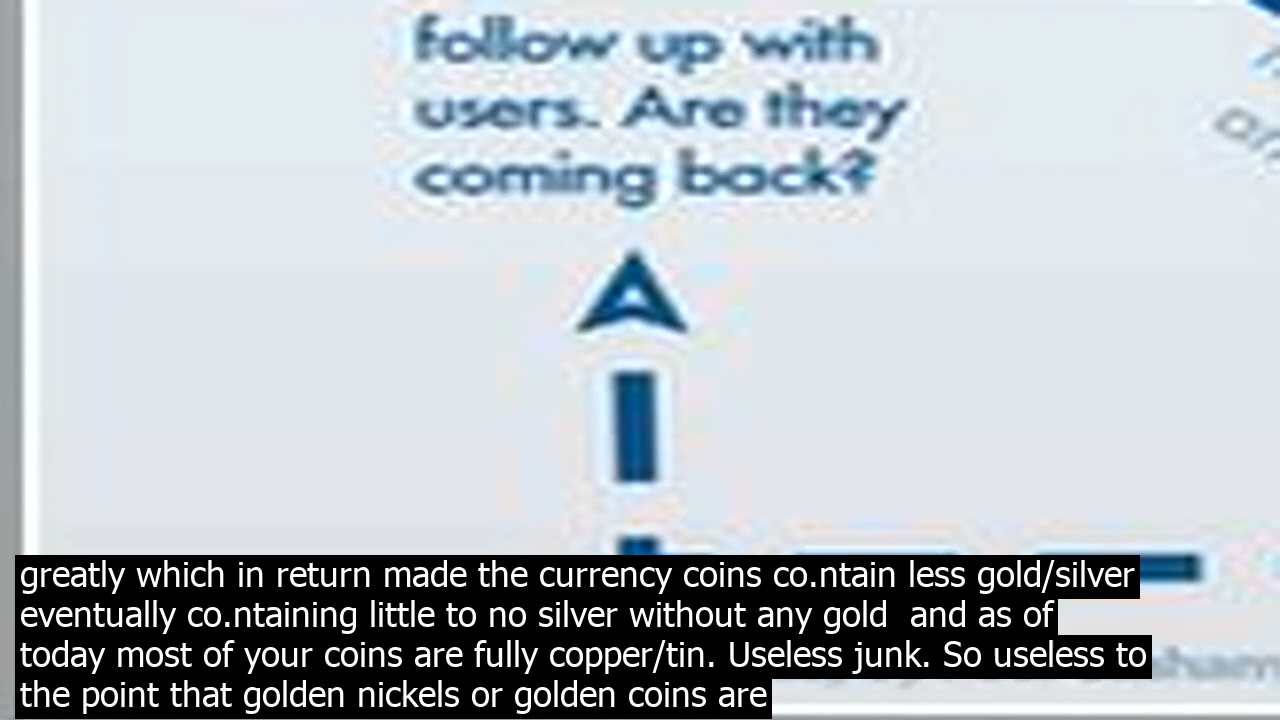 follow up with
users. Are they
coming back?
greatly which in return made the currency coins co.ntain less gold/silver
eventually co.ntaining little to no silver without any gold  and as of
today most of your coins are fully copper/tin. Useless junk. So useless to
the point that golden nickels or golden coins are